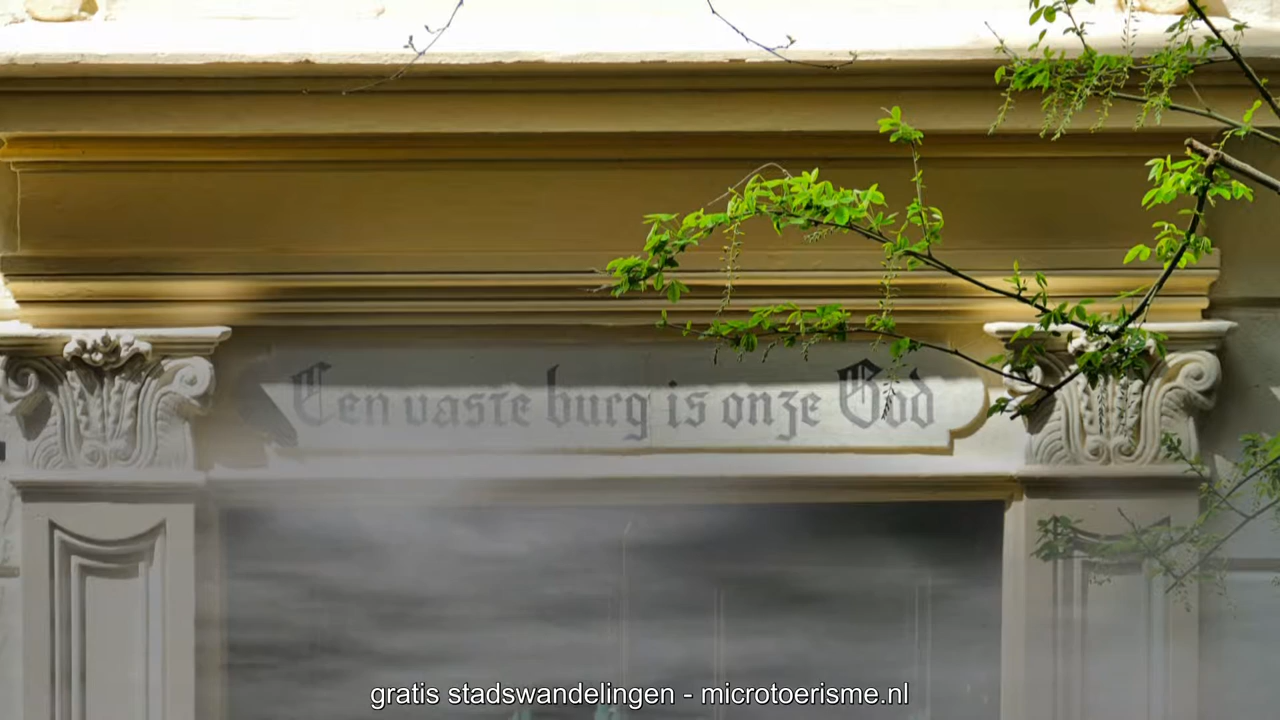 Een vaste burg is onze God
gratis stadswandelingen - microtoerisme.nl